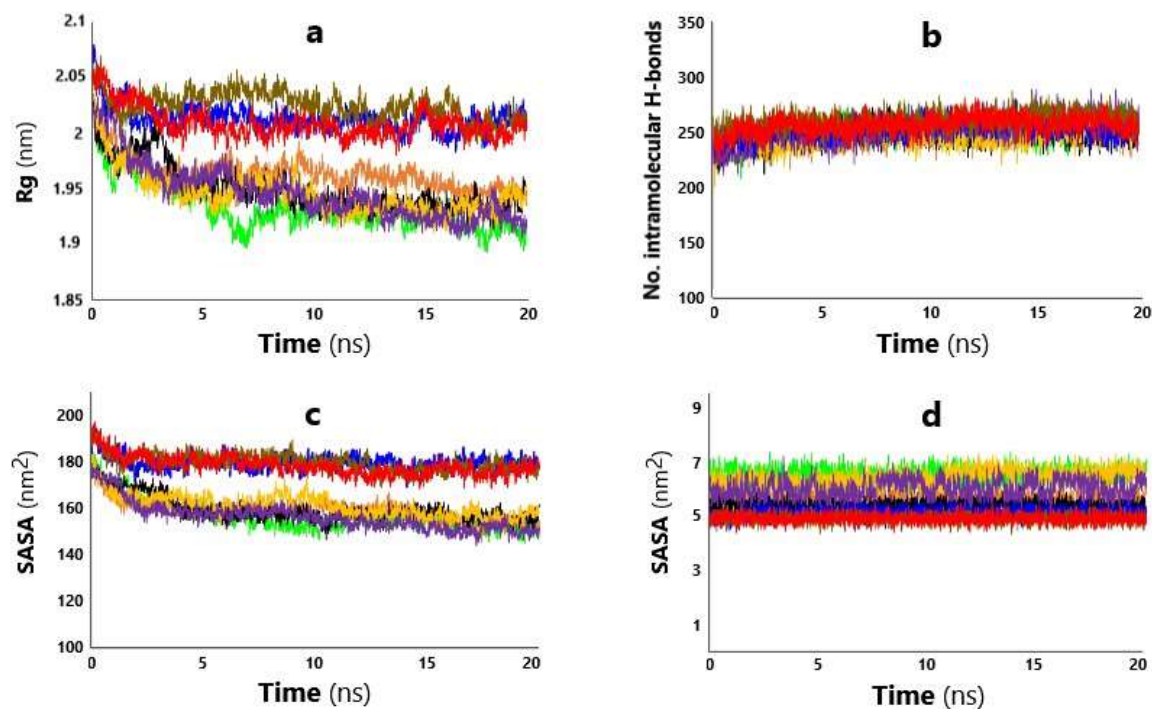 a
Rg (nm)
2.1
2.05
2
1.95
1.9
1.85
0 5 10 15 20
Time (ns)
b
No. intramolecular H-bonds
350
300
250
200
150
100
0 5 10 15 20
Time (ns)
c
SASA (nm²)
200
180
160
140
120
100
0 5 10 15 20
Time (ns)
d
SASA (nm²)
9
7
5
3
1
0 5 10 15 20
Time (ns)